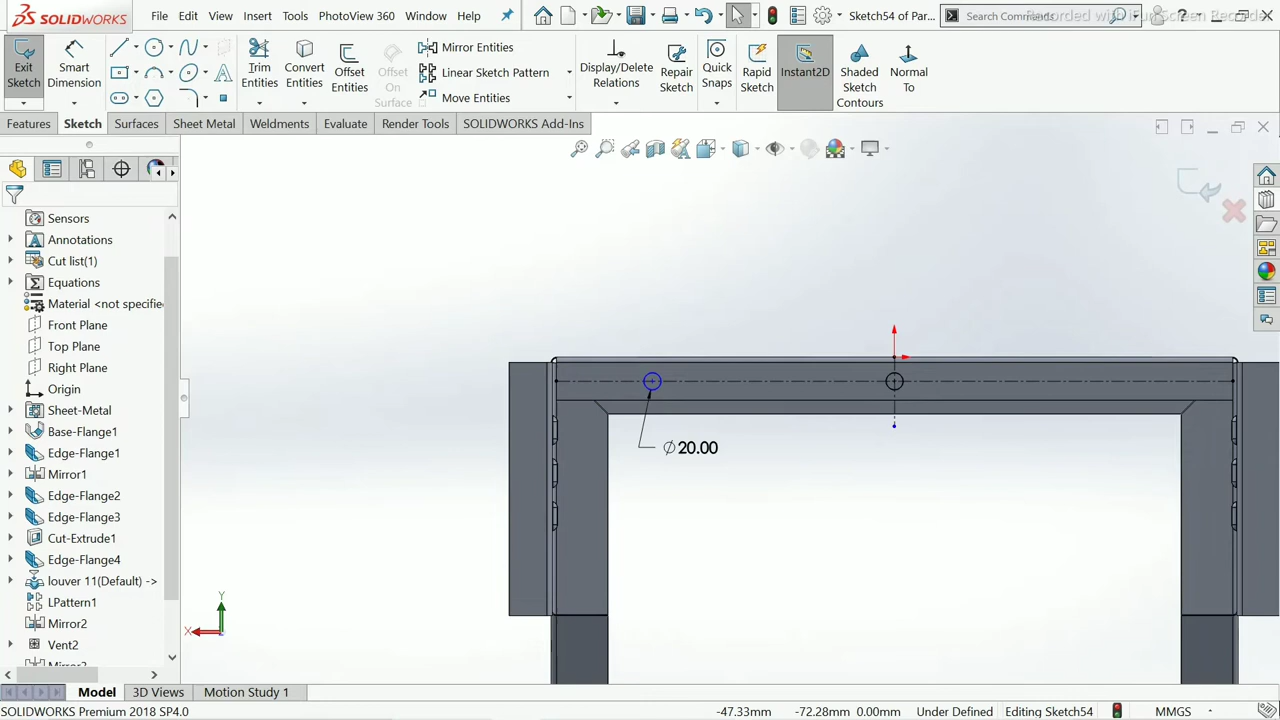 SOLIDWORKS
File Edit View Insert Tools PhotoView 360 Window Help
Sketch54 of Par...
Search Commands
Recorded with iFun Screen Recorder
Exit Sketch
Smart Dimension
Trim Entities
Convert Entities
Offset Entities
Offset On Surface
Mirror Entities
Linear Sketch Pattern
Move Entities
Display/Delete Relations
Repair Sketch
Quick Snaps
Rapid Sketch
Instant2D
Shaded Sketch Contours
Normal To
Features Sketch Surfaces Sheet Metal Weldments Evaluate Render Tools SOLIDWORKS Add-Ins
Sensors
Annotations
Cut list(1)
Equations
Material <not specifie
Front Plane
Top Plane
Right Plane
Origin
Sheet-Metal
Base-Flange1
Edge-Flange1
Mirror1
Edge-Flange2
Edge-Flange3
Cut-Extrude1
Edge-Flange4
louver 11(Default) ->
LPattern1
Mirror2
Vent2
∅20.00
Y
X
Model 3D Views Motion Study 1
SOLIDWORKS Premium 2018 SP4.0
-47.33mm -72.28mm 0.00mm Under Defined Editing Sketch54 MMGS